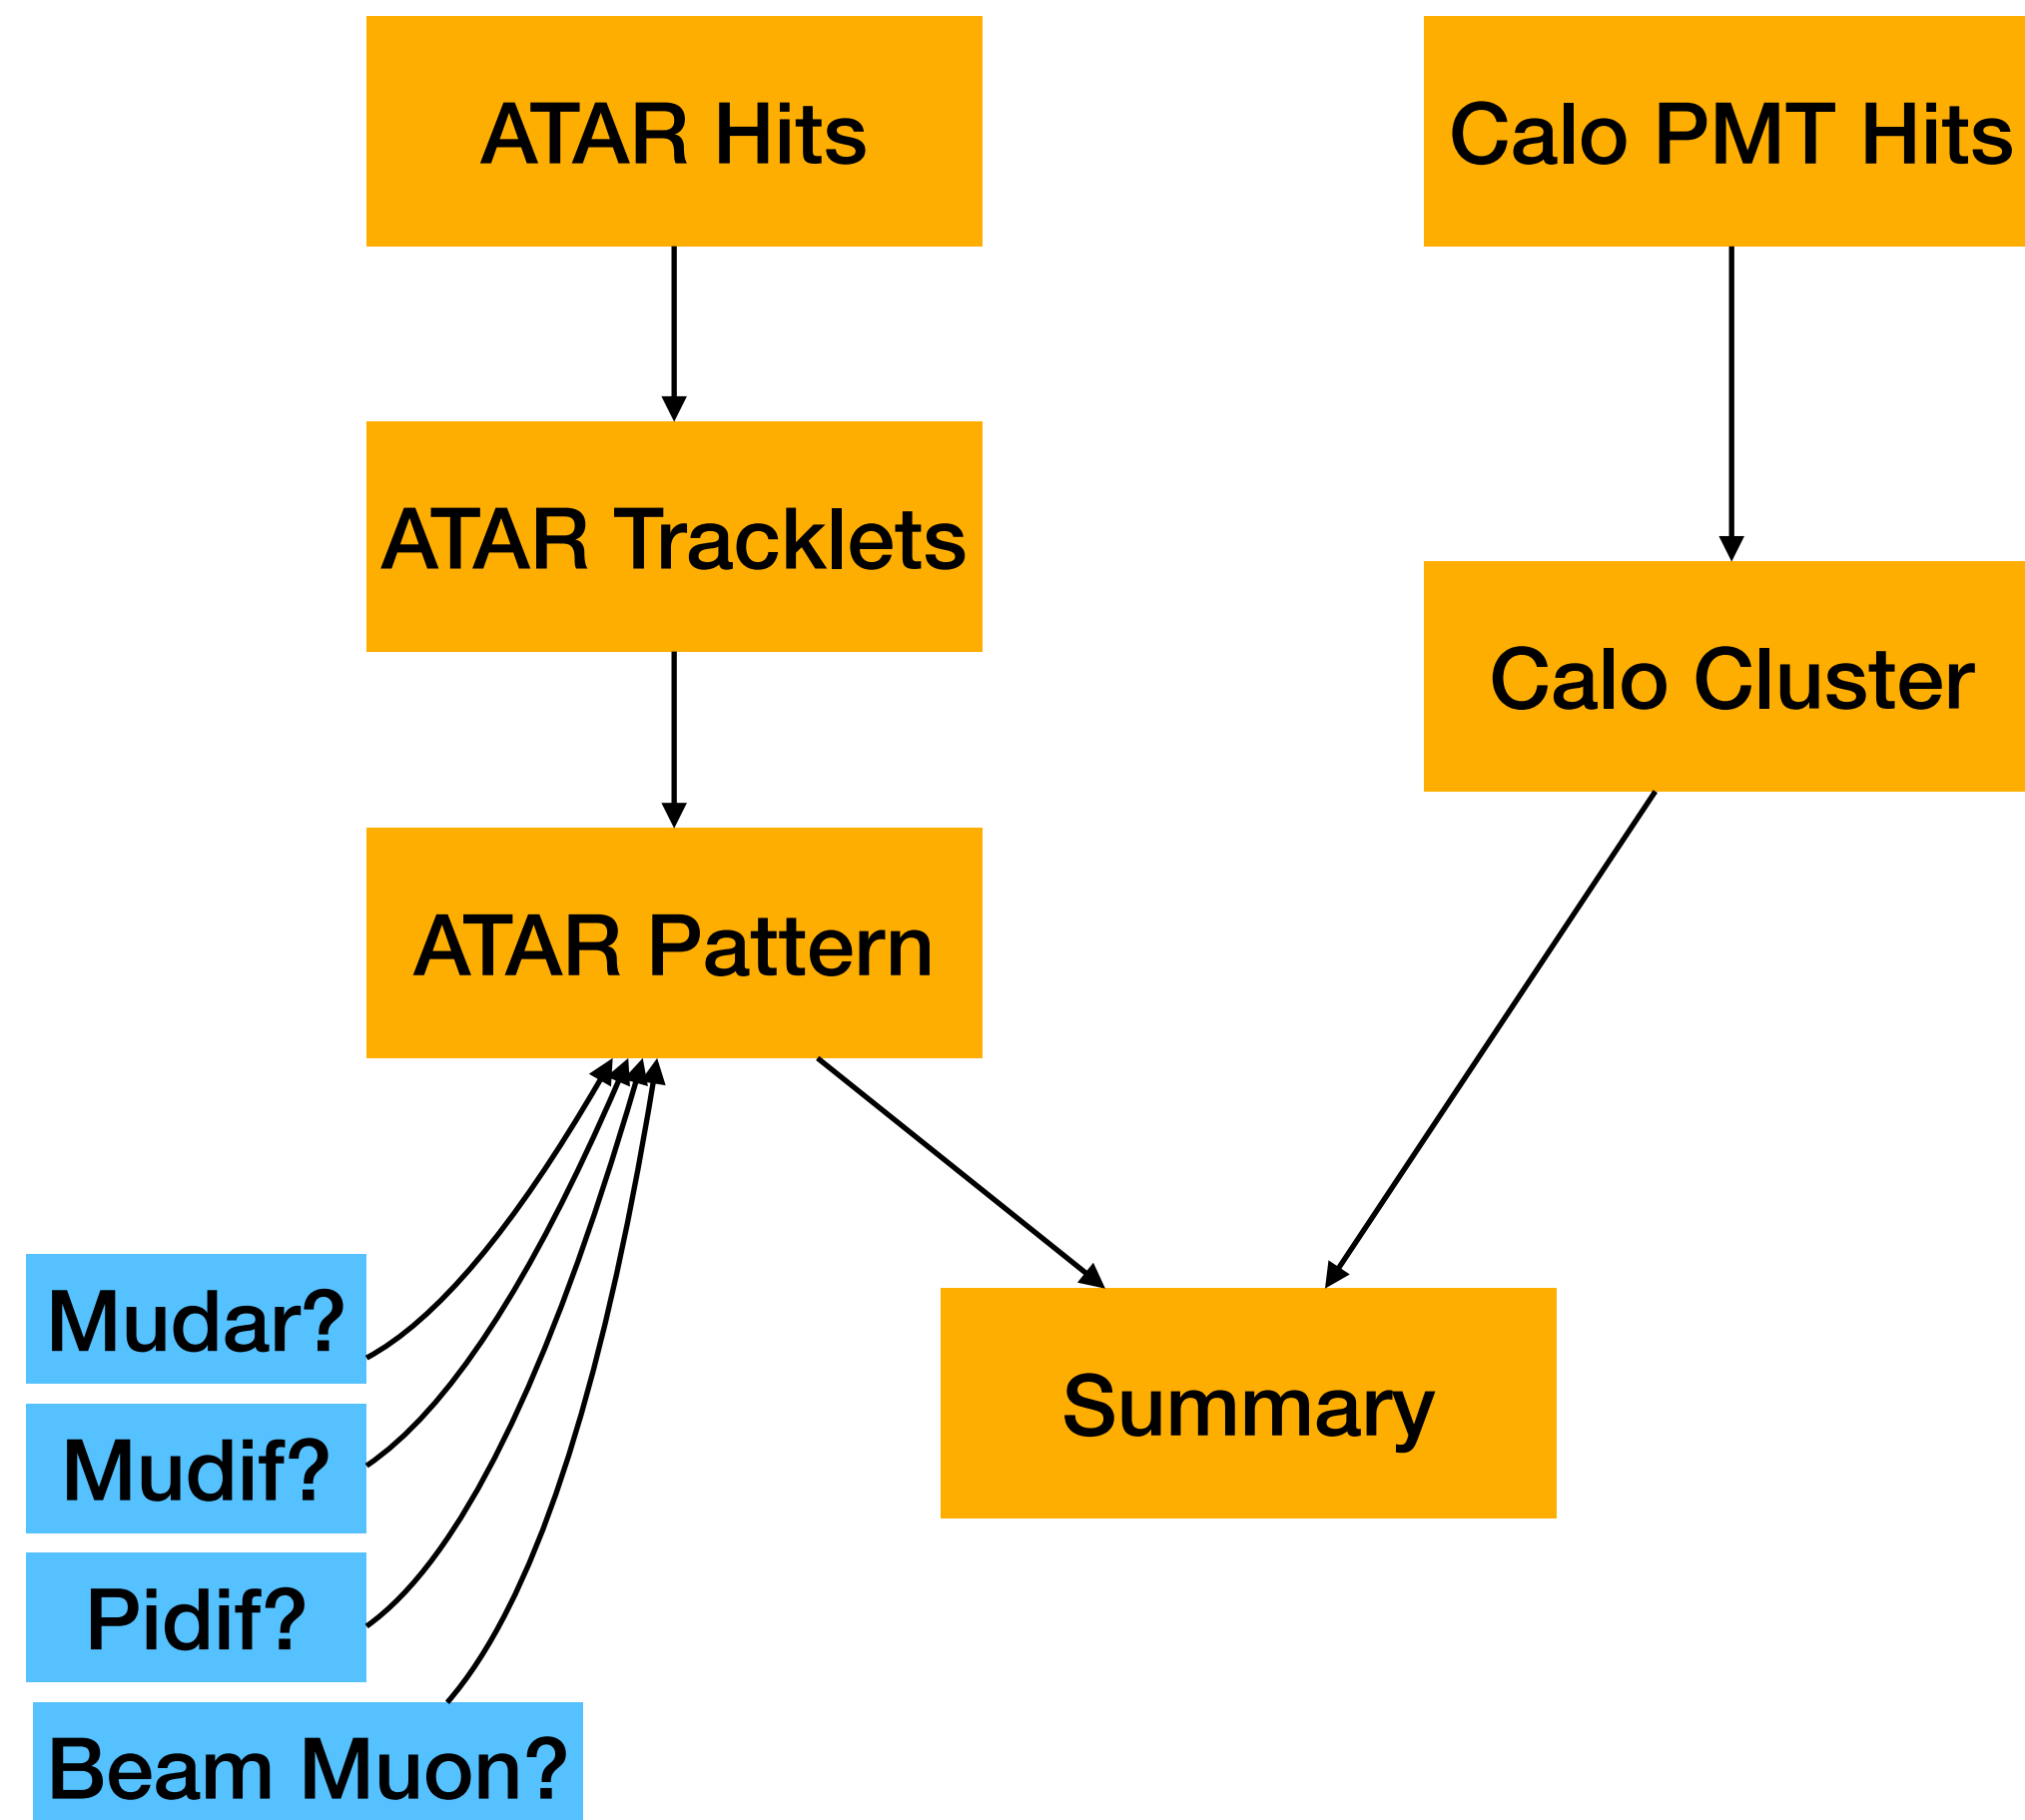 ATAR Hits
Calo PMT Hits
ATAR Tracklets
Calo Cluster
ATAR Pattern
Mudar?
Summary
Mudif?
Pidif?
Beam Muon?